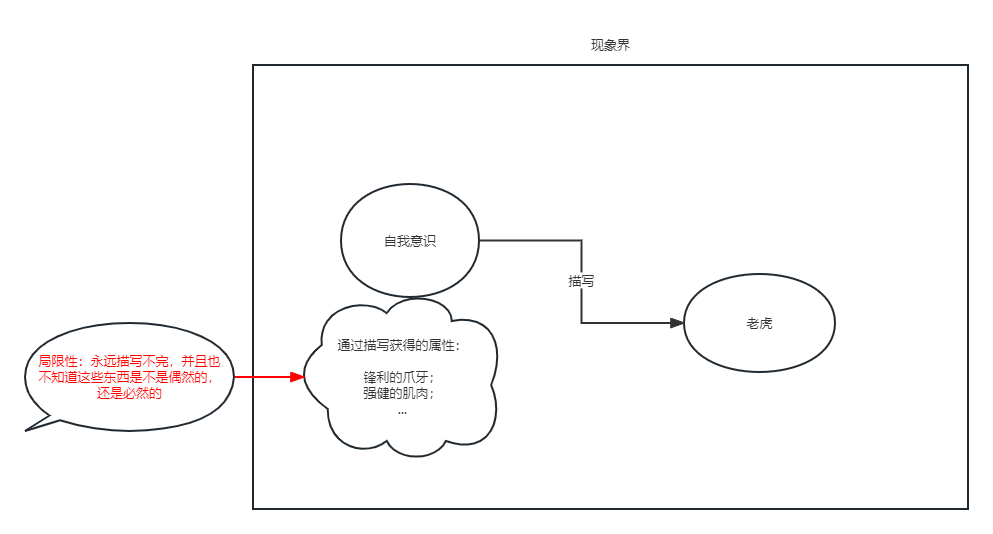 现象界
自我意识
描写
老虎
通过描写获得的属性：
锋利的爪牙；
强健的肌肉；
...
局限性：永远描写不完，并且也
不知道这些东西是不是偶然的，
还是必然的